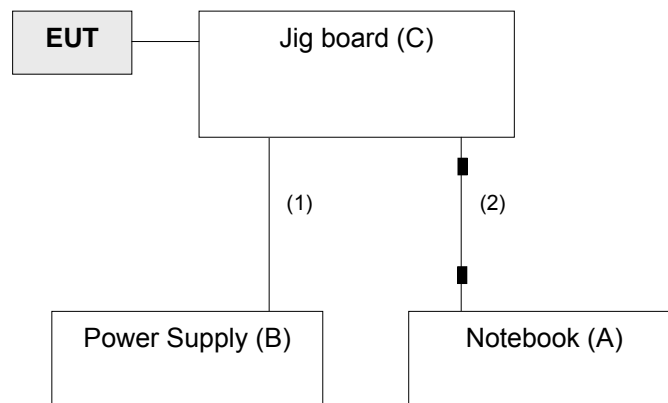 EUT
Jig board (C)
(1)
(2)
Power Supply (B)
Notebook (A)